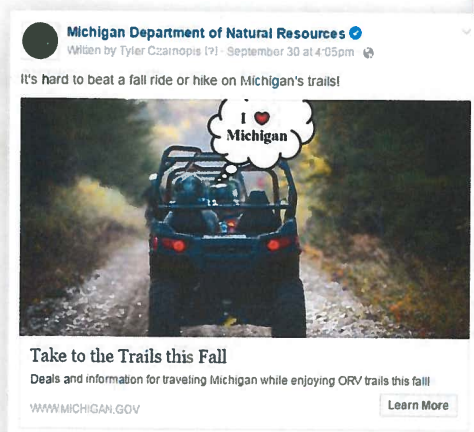 Michigan Department of Natural Resources
Written by Tyler Czarnopis [?] · September 30 at 4:05pm ·
It's hard to beat a fall ride or hike on Michigan's trails!
I ❤
Michigan
Take to the Trails this Fall
Deals and information for traveling Michigan while enjoying ORV trails this fall!
WWW.MICHIGAN.GOV
Learn More